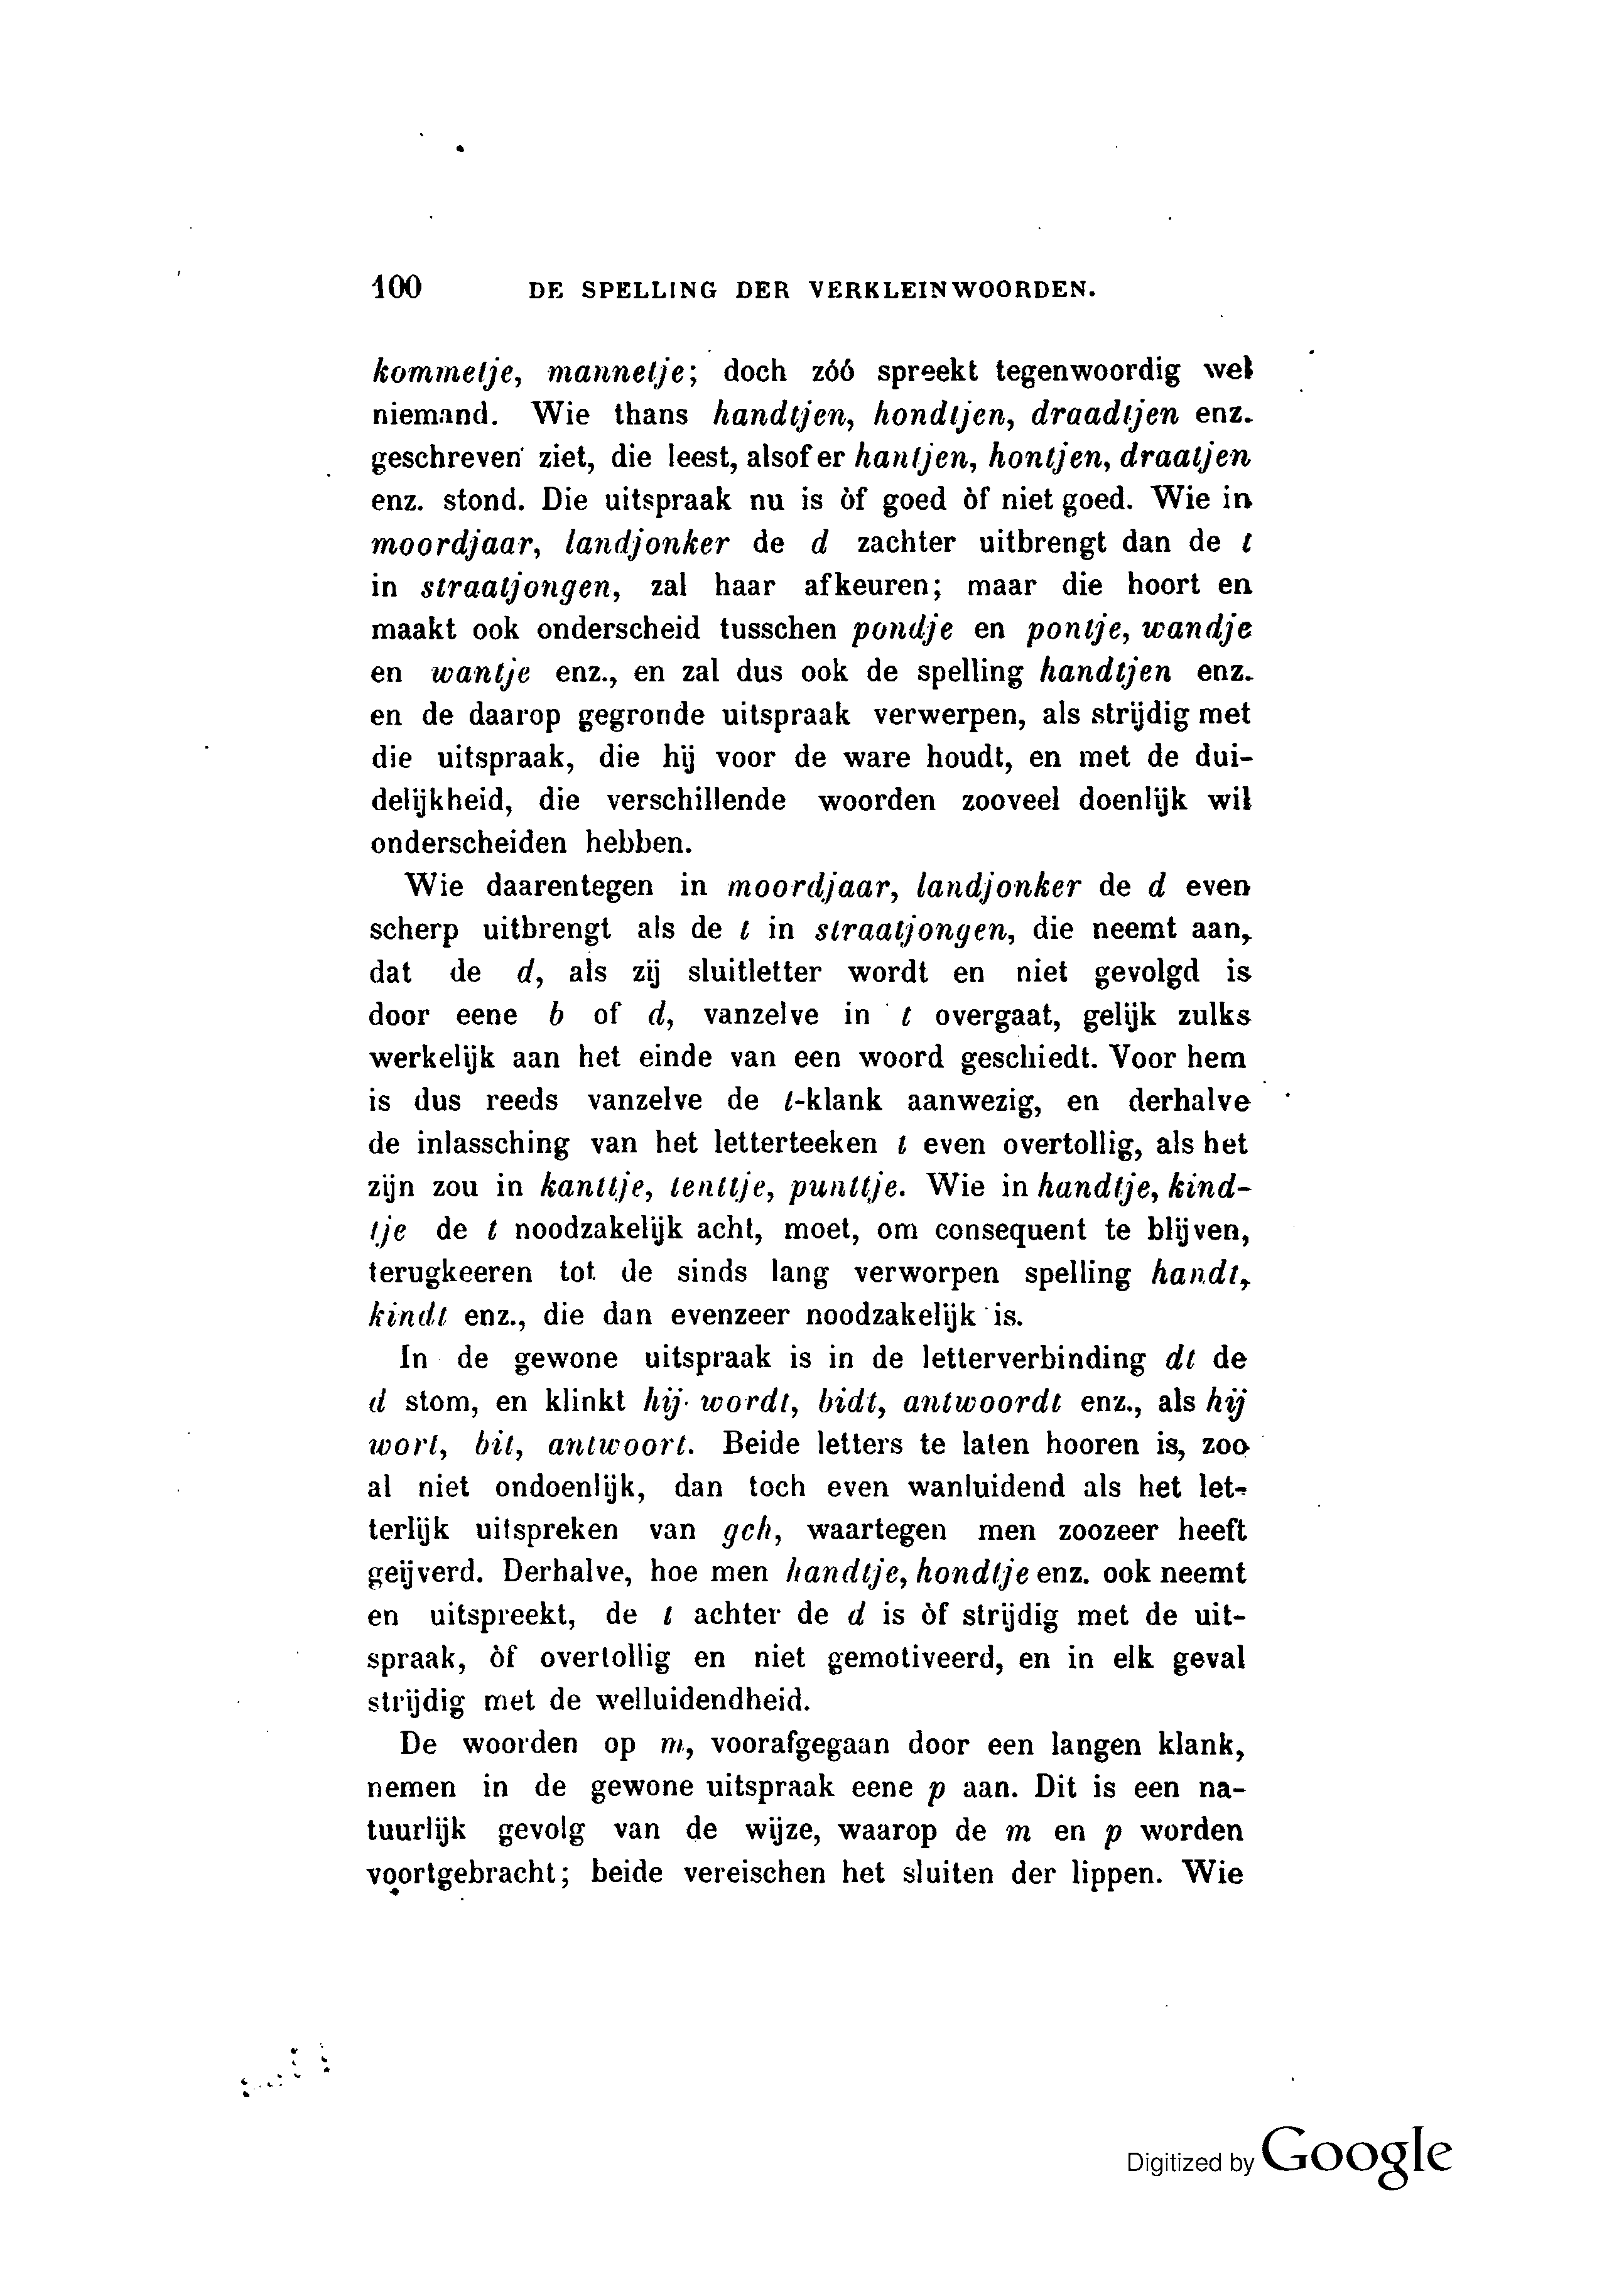 100 DE SPELLING DER VERKLEINWOORDEN.
kommetje, mannetje; doch zóó spreekt tegenwoordig wel
niemand. Wie thans handtjen, hondtjen, draadtjen enz.
geschreven ziet, die leest, alsof er hantjen, hontjen, draatjen
enz. stond. Die uitspraak nu is òf goed òf niet goed. Wie in
moordjaar, landjonker de d zachter uitbrengt dan de t
in straatjongen, zal haar afkeuren; maar die hoort en
maakt ook onderscheid tusschen pondje en pontje, wandje
en wantje enz., en zal dus ook de spelling handtjen enz.
en de daarop gegronde uitspraak verwerpen, als strijdig met
die uitspraak, die hij voor de ware houdt, en met de dui-
delijkheid, die verschillende woorden zooveel doenlijk wil
onderscheiden hebben.
Wie daarentegen in moordjaar, landjonker de d even
scherp uitbrengt als de t in straatjongen, die neemt aan,
dat de d, als zij sluitletter wordt en niet gevolgd is
door eene b of d, vanzelve in t overgaat, gelijk zulks
werkelijk aan het einde van een woord geschiedt. Voor hem
is dus reeds vanzelve de t-klank aanwezig, en derhalve
de inlassching van het letterteeken t even overtollig, als het
zijn zou in kanttje, tenttje, punttje. Wie in handtje, kind-
tje de t noodzakelijk acht, moet, om consequent te blijven,
terugkeeren tot de sinds lang verworpen spelling handt,
kindt enz., die dan evenzeer noodzakelijk is.
In de gewone uitspraak is in de letterverbinding dt de
d stom, en klinkt hij wordt, bidt, antwoordt enz., als hij
wort, bit, antwoort. Beide letters te laten hooren is, zoo
al niet ondoenlijk, dan toch even wanluidend als het let-
terlijk uitspreken van gch, waartegen men zoozeer heeft
geijverd. Derhalve, hoe men handtje, hondtje enz. ook neemt
en uitspreekt, de t achter de d is òf strijdig met de uit-
spraak, òf overtollig en niet gemotiveerd, en in elk geval
strijdig met de welluidendheid.
De woorden op m, voorafgegaan door een langen klank,
nemen in de gewone uitspraak eene p aan. Dit is een na-
tuurlijk gevolg van de wijze, waarop de m en p worden
voortgebracht; beide vereischen het sluiten der lippen. Wie
Digitized by Google